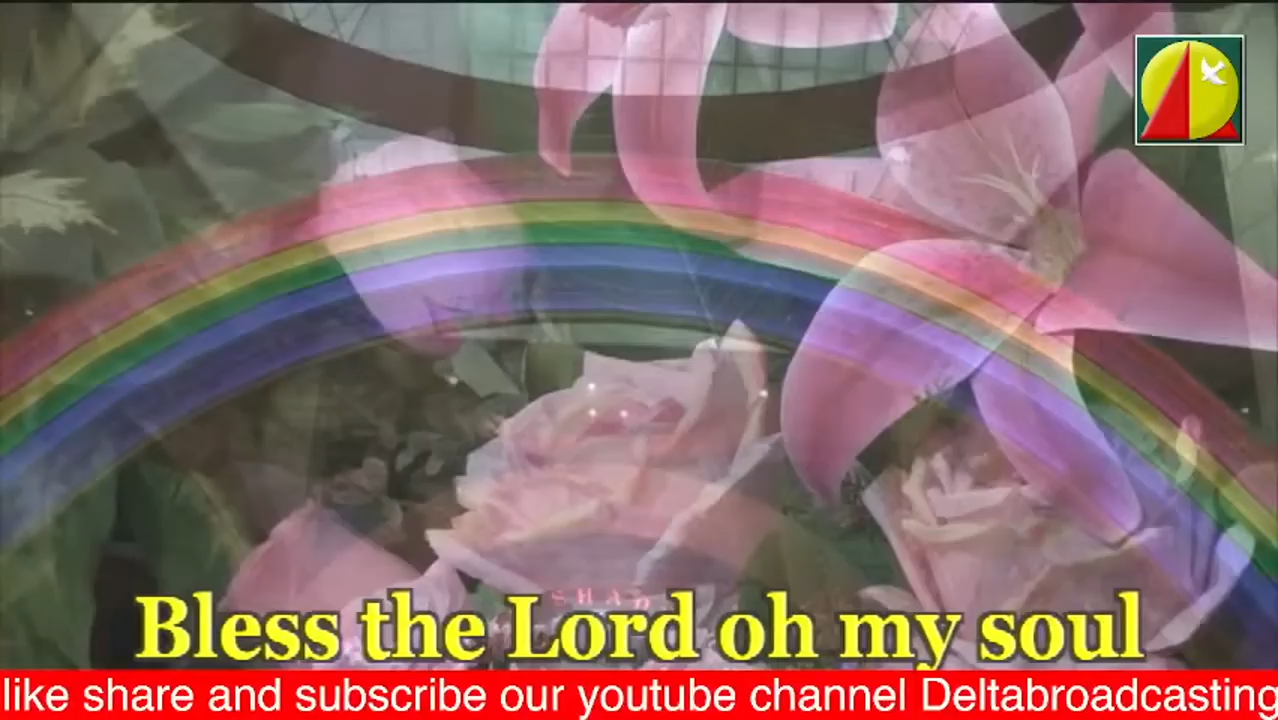 Bless the Lord oh my soul
like share and subscribe our youtube channel Deltabroadcasting